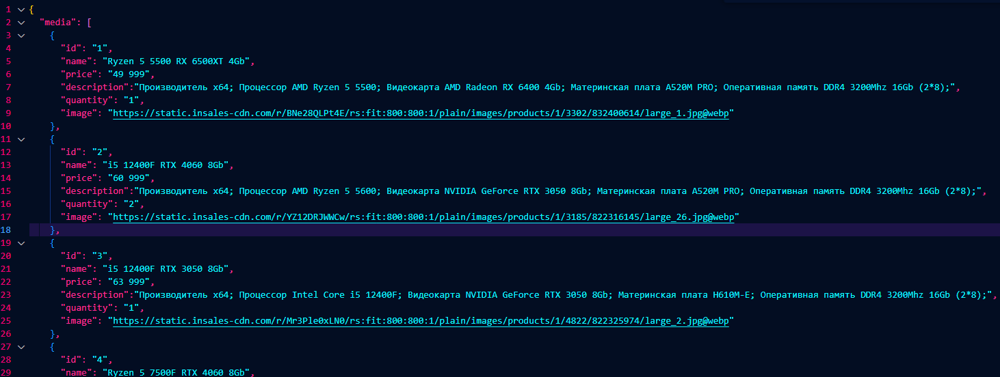 1 {
2 "media": [
3 {
4 "id": "1",
5 "name": "Ryzen 5 5500 RX 6500XT 4Gb",
6 "price": "49 999",
7 "description":"Производитель x64; Процессор AMD Ryzen 5 5500; Видеокарта AMD Radeon RX 6400 4Gb; Материнская плата A520M PRO; Оперативная память DDR4 3200Mhz 16Gb (2*8);",
8 "quantity": "1",
9 "image": "https://static.insales-cdn.com/r/BNe28QLPt4E/rs:fit:800:800:1/plain/images/products/1/3302/832400614/large_1.jpg@webp"
10 },
11 {
12 "id": "2",
13 "name": "i5 12400F RTX 4060 8Gb",
14 "price": "60 999",
15 "description":"Производитель x64; Процессор AMD Ryzen 5 5600; Видеокарта NVIDIA GeForce RTX 3050 8Gb; Материнская плата A520M PRO; Оперативная память DDR4 3200Mhz 16Gb (2*8);",
16 "quantity": "2",
17 "image": "https://static.insales-cdn.com/r/YZ12DRJWWCw/rs:fit:800:800:1/plain/images/products/1/3185/822316145/large_26.jpg@webp"
18 },
19 {
20 "id": "3",
21 "name": "i5 12400F RTX 3050 8Gb",
22 "price": "63 999",
23 "description":"Производитель x64; Процессор Intel Core i5 12400F; Видеокарта NVIDIA GeForce RTX 3050 8Gb; Материнская плата H610M-E; Оперативная память DDR4 3200Mhz 16Gb (2*8);",
24 "quantity": "1",
25 "image": "https://static.insales-cdn.com/r/Mr3Ple0xLN0/rs:fit:800:800:1/plain/images/products/1/4822/822325974/large_2.jpg@webp"
26 },
27 {
28 "id": "4",
29 "name": "Ryzen 5 7500F RTX 4060 8Gb",